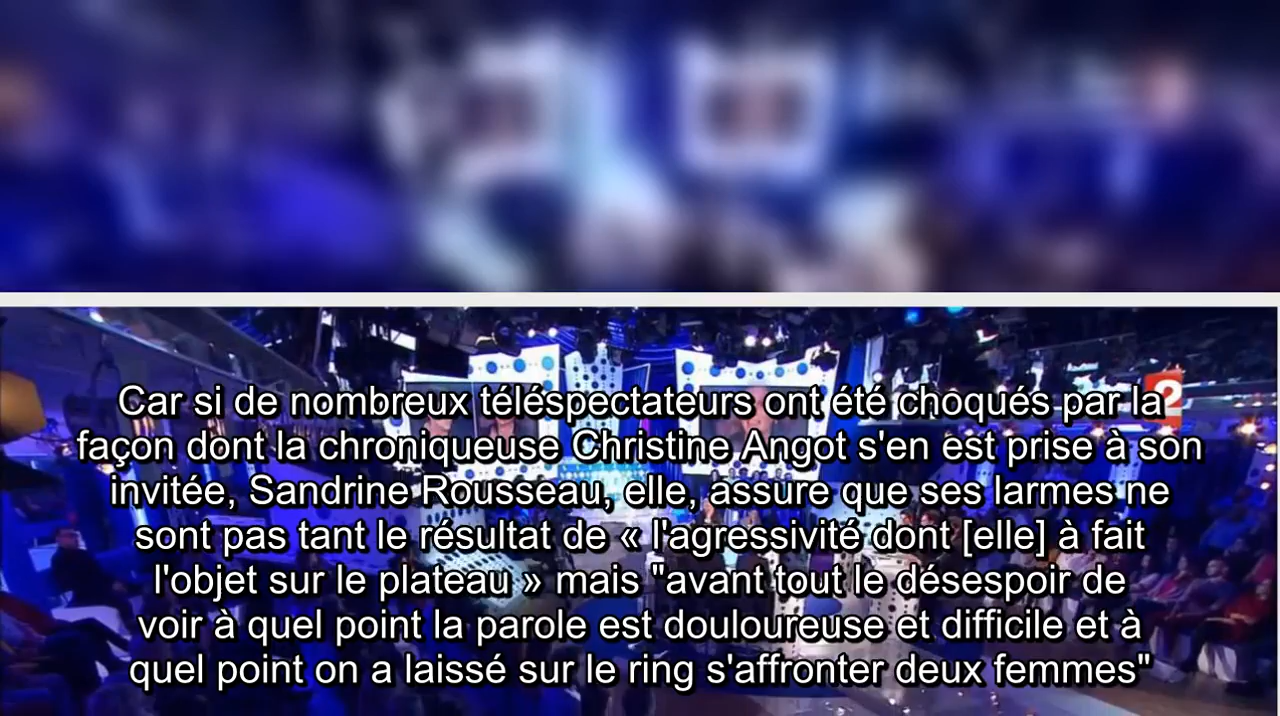 Car si de nombreux téléspectateurs ont été choqués par la
façon dont la chroniqueuse Christine Angot s'en est prise à son
invitée, Sandrine Rousseau, elle, assure que ses larmes ne
sont pas tant le résultat de « l'agressivité dont [elle] à fait
l'objet sur le plateau » mais "avant tout le désespoir de
voir à quel point la parole est douloureuse et difficile et à
quel point on a laissé sur le ring s'affronter deux femmes"
2